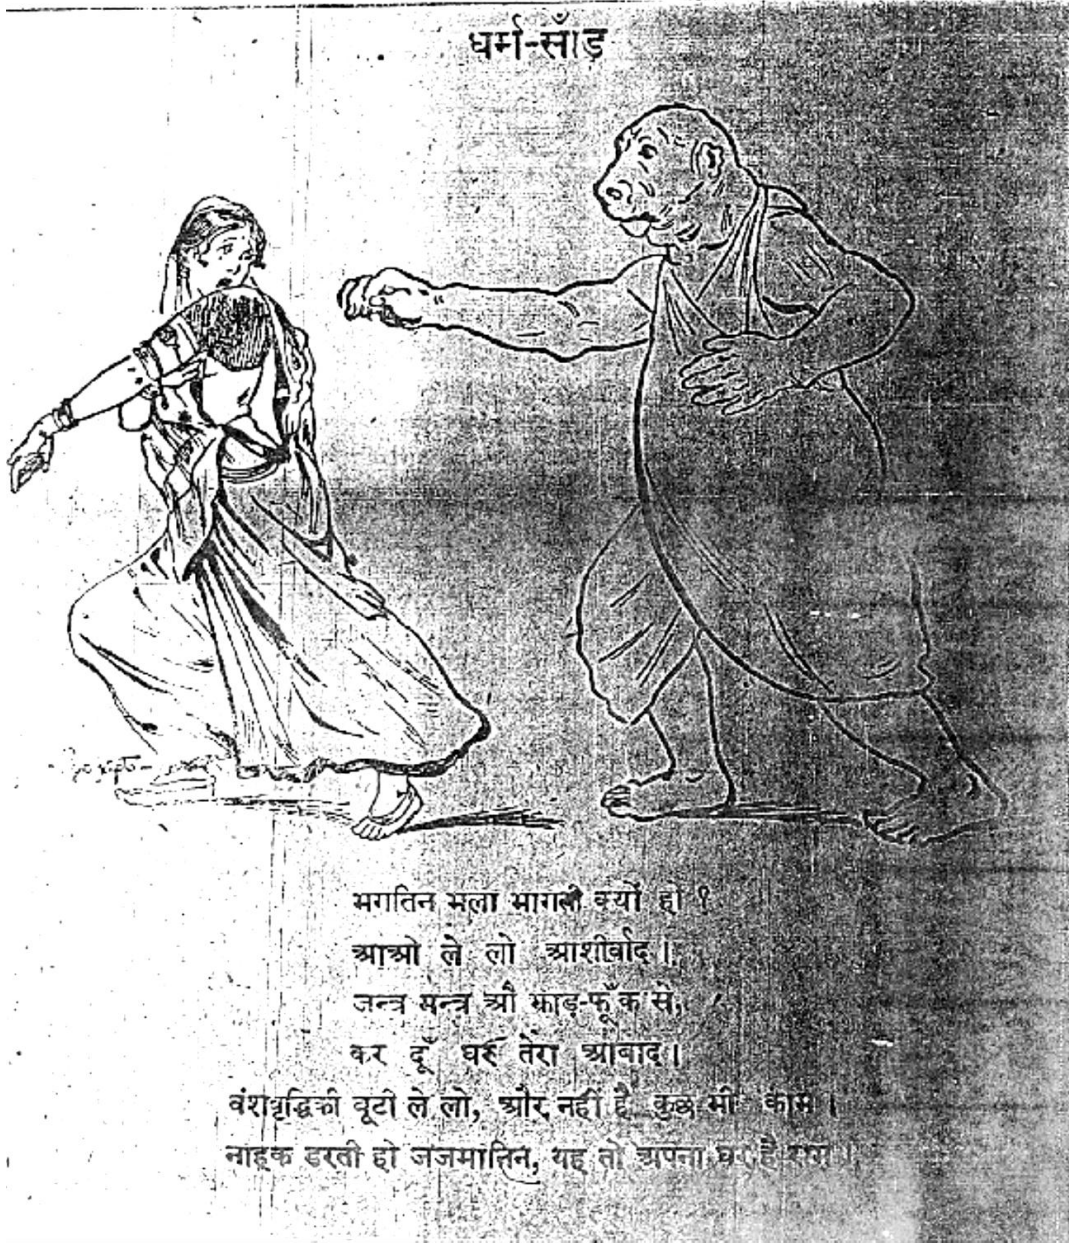 धर्म-साँड़
भगतिन भला भागती क्यों हो ?
आओ ले लो आशीर्वाद।
जन्त्र मन्त्र औ झाड़-फूँक से,
कर दूँ घर तेरा आबाद।
वंशवृद्धिकी बूटी ले लो, और नहीं है कुछ भी काम।
नाहक डरती हो जजमानिन, यह तो अपना घर है